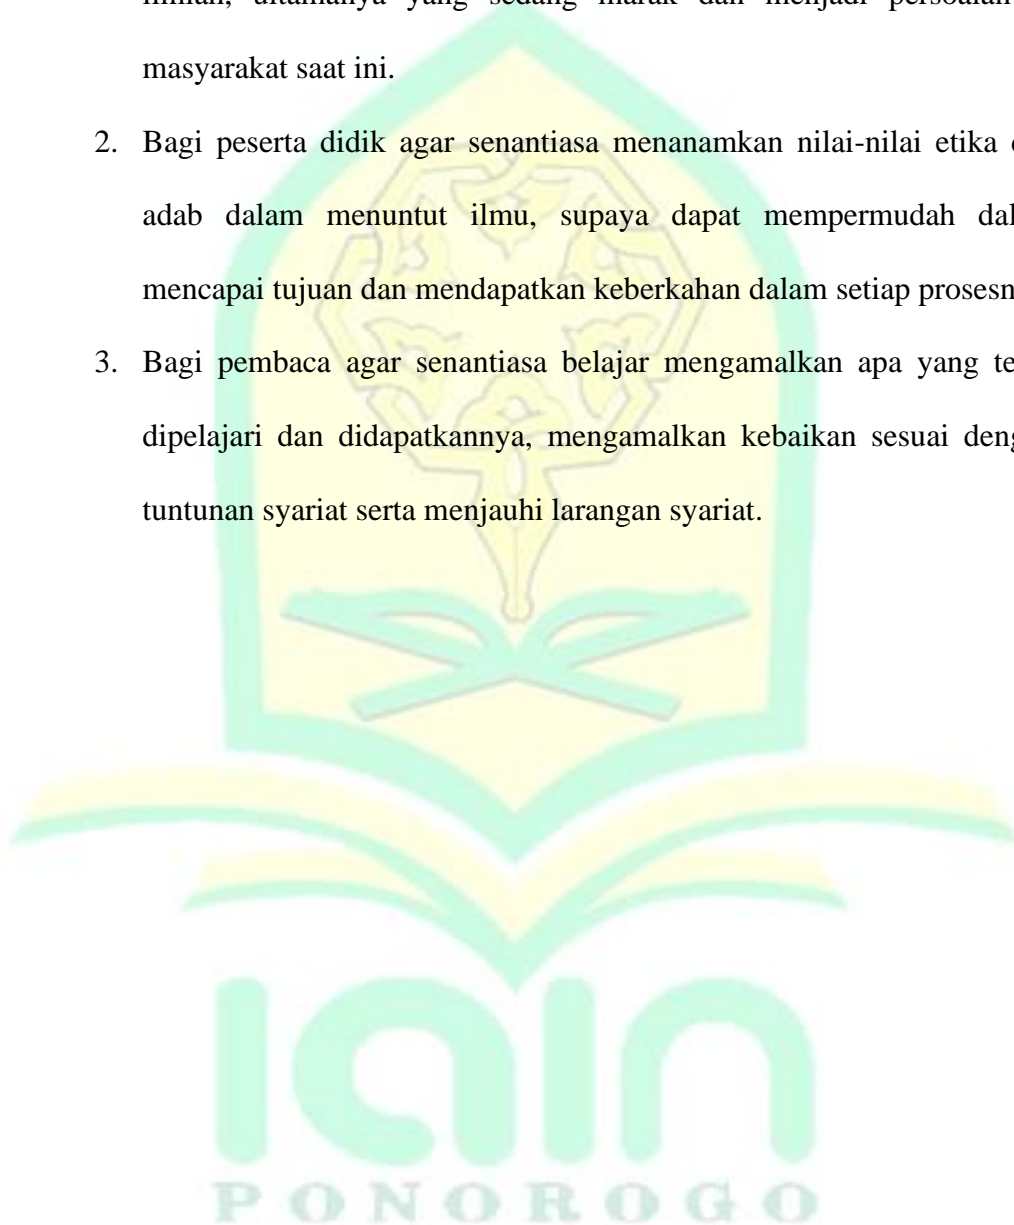 ilmiah, utamanya yang sedang marak dan menjadi persoalan
masyarakat saat ini.
2. Bagi peserta didik agar senantiasa menanamkan nilai-nilai etika
adab dalam menuntut ilmu, supaya dapat mempermudah
mencapai tujuan dan mendapatkan keberkahan dalam setiap
3. Bagi pembaca agar senantiasa belajar mengamalkan apa yang
dipelajari dan didapatkannya, mengamalkan kebaikan sesuai
tuntunan syariat serta menjauhi larangan syariat.
iain
PONOROGO